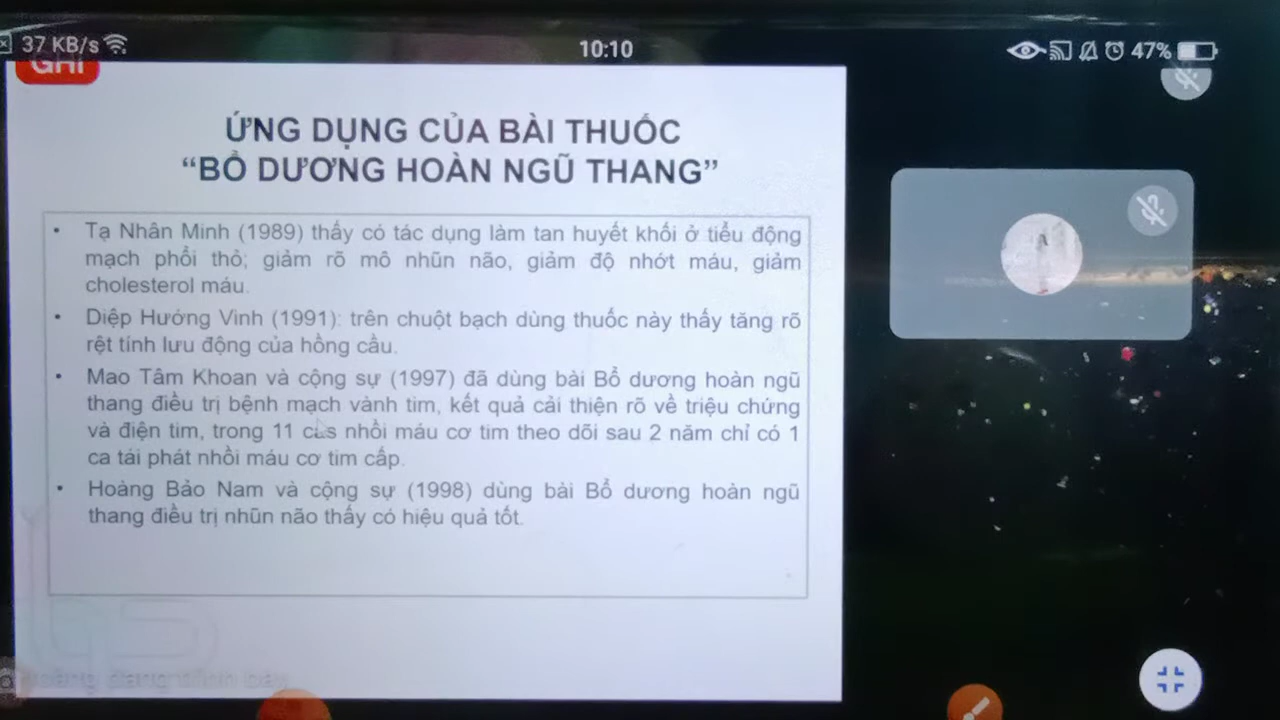 37 KB/s
10:10
47%
GHI
ỨNG DỤNG CỦA BÀI THUỐC
“BỔ DƯƠNG HOÀN NGŨ THANG”
• Tạ Nhân Minh (1989) thấy có tác dụng làm tan huyết khối ở tiểu động
mạch phổi thỏ; giảm rõ mô nhũn não, giảm độ nhớt máu, giảm
cholesterol máu.
• Diệp Hướng Vinh (1991): trên chuột bạch dùng thuốc này thấy tăng rõ
rệt tính lưu động của hồng cầu.
• Mao Tâm Khoan và cộng sự (1997) đã dùng bài Bổ dương hoàn ngũ
thang điều trị bệnh mạch vành tim, kết quả cải thiện rõ về triệu chứng
và điện tim, trong 11 cas nhồi máu cơ tim theo dõi sau 2 năm chỉ có 1
ca tái phát nhồi máu cơ tim cấp.
• Hoàng Bảo Nam và cộng sự (1998) dùng bài Bổ dương hoàn ngũ
thang điều trị nhũn não thấy có hiệu quả tốt.